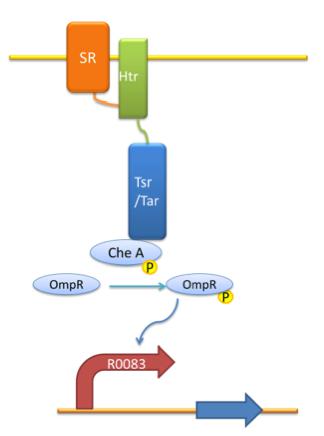 SR
Htr
Tsr
/Tar
Che A
P
OmpR
OmpR
P
R0083